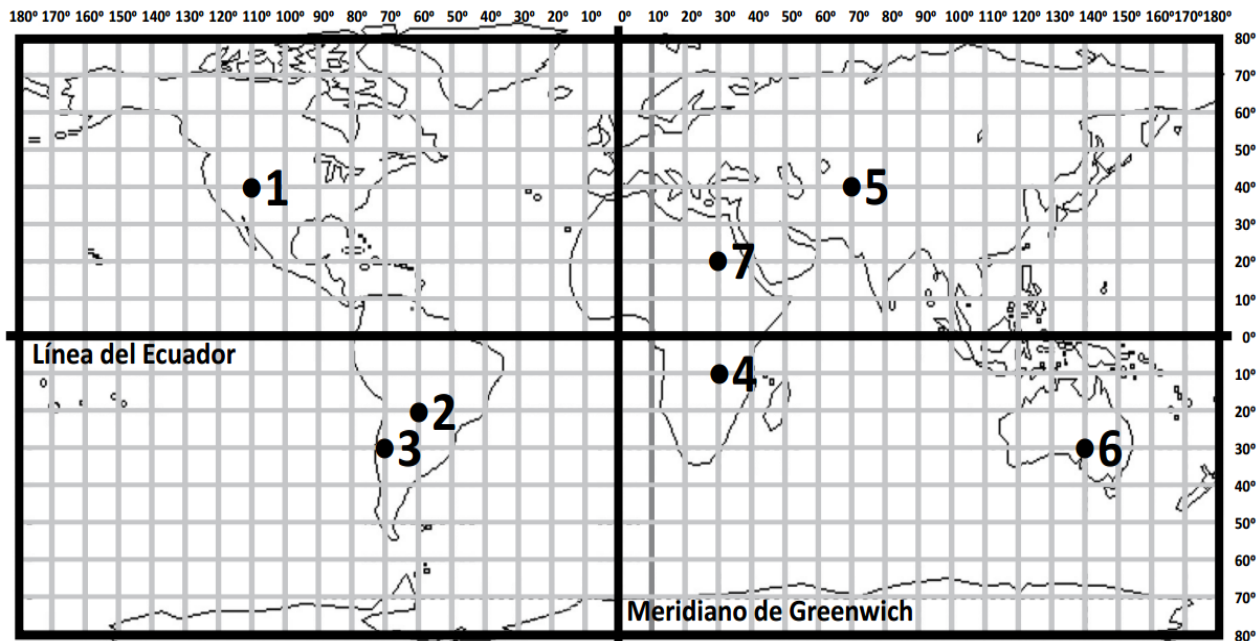 180º 170º 160º 150º 140º 130º 120º 110º 100º 90º 80º 70º 60º 50º 40º 30º 20º 10º 0º 10º 20º 30º 40º 50º 60º 70º 80º 90º 100º 110º 120º 130º 140º 150º 160º 170º 180º
80º
70º
60º
50º
1
5
40º
30º
7
20º
10º
0º
Línea del Ecuador
4
10º
2
20º
3
6
30º
40º
50º
60º
70º
Meridiano de Greenwich
80º